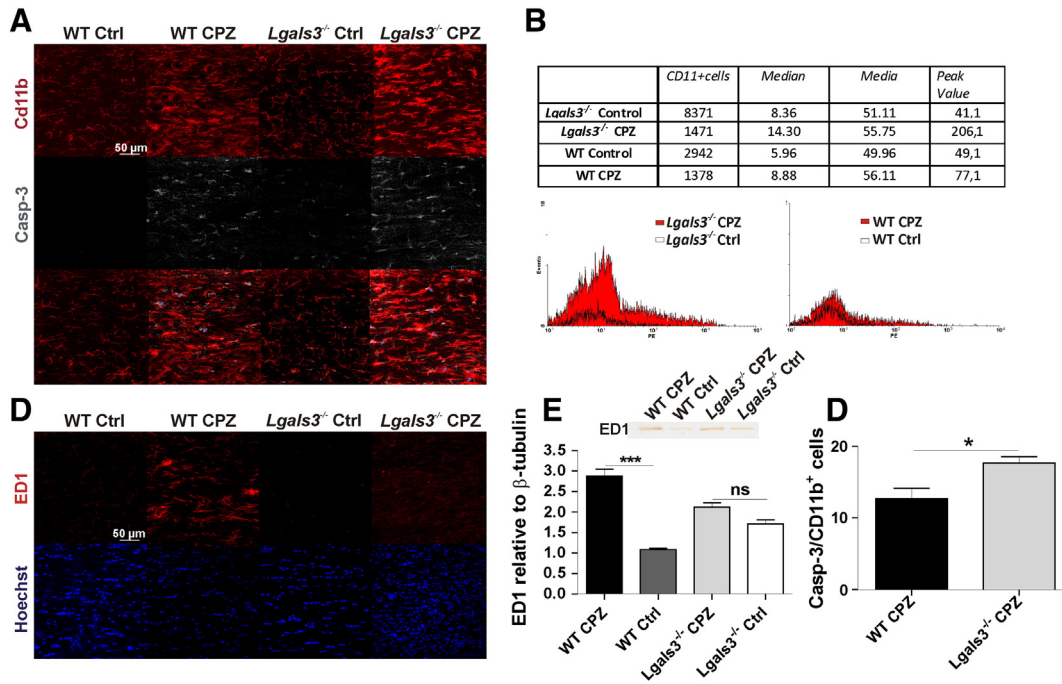 A
WT Ctrl WT CPZ Lgals3-/- Ctrl Lgals3-/- CPZ
Cd11b
50 µm
Casp-3
B
CD11+cells Median Media Peak Value
Lgals3-/- Control 8371 8.36 51.11 41,1
Lgals3-/- CPZ 1471 14.30 55.75 206,1
WT Control 2942 5.96 49.96 49,1
WT CPZ 1378 8.88 56.11 77,1
Lgals3-/- CPZ
Lgals3-/- Ctrl
Events
PE
WT CPZ
WT Ctrl
PE
D
WT Ctrl WT CPZ Lgals3-/- Ctrl Lgals3-/- CPZ
ED1
50 µm
Hoechst
E
WT CPZ WT Ctrl Lgals3-/- CPZ Lgals3-/- Ctrl
ED1
ED1 relative to β-tubulin
3.5
3.0
2.5
2.0
1.5
1.0
0.5
0.0
***
ns
WT CPZ WT Ctrl Lgals3-/- CPZ Lgals3-/- Ctrl
D
Casp-3/CD11b+ cells
20
10
0
*
WT CPZ Lgals3-/- CPZ